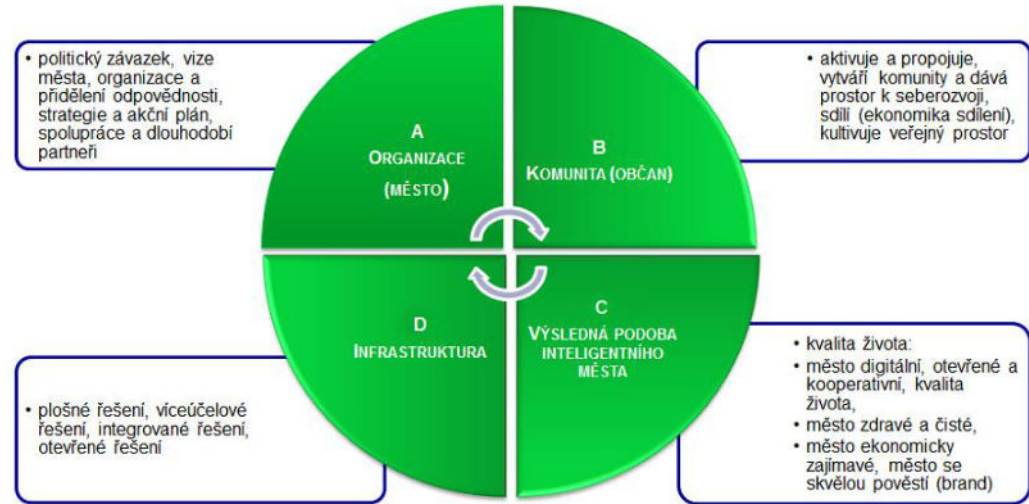 • politický závazek, vize
města, organizace a
přidělení odpovědnosti,
strategie a akční plán,
spolupráce a dlouhodobí
partneři
A
ORGANIZACE
(MĚSTO)
B
KOMUNITA (OBČAN)
• aktivuje a propojuje,
vytváří komunity a dává
prostor k seberozvoji,
sdílí (ekonomika sdílení),
kultivuje veřejný prostor
• plošné řešení, víceúčelové
řešení, integrované řešení,
otevřené řešení
D
INFRASTRUKTURA
C
VÝSLEDNÁ PODOBA
INTELIGENTNÍHO
MĚSTA
• kvalita života:
• město digitální, otevřené a
kooperativní, kvalita
života,
• město zdravé a čisté,
• město ekonomicky
zajímavé, město se
skvělou pověstí (brand)